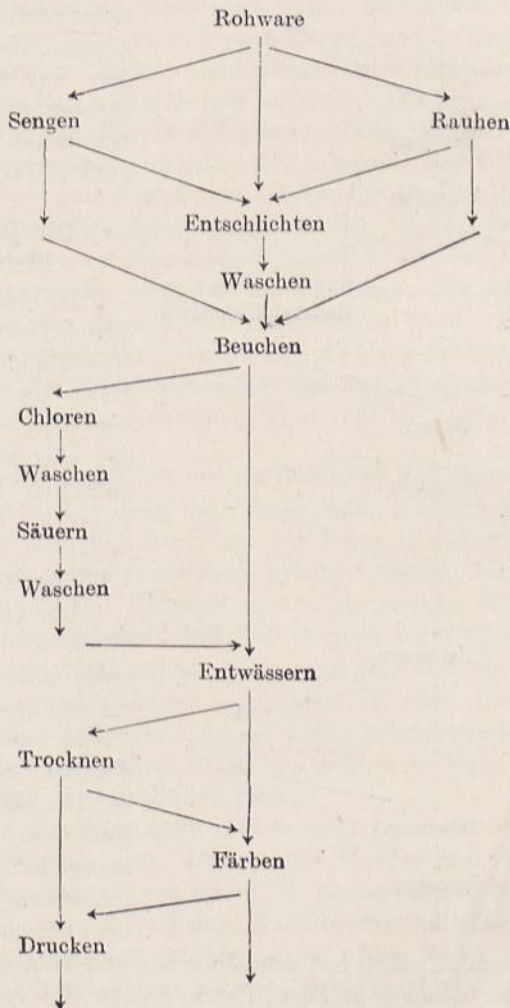 Rohware
Sengen
Rauhen
Entschlichten
Waschen
Beuchen
Chloren
Waschen
Säuern
Waschen
Entwässern
Trocknen
Färben
Drucken